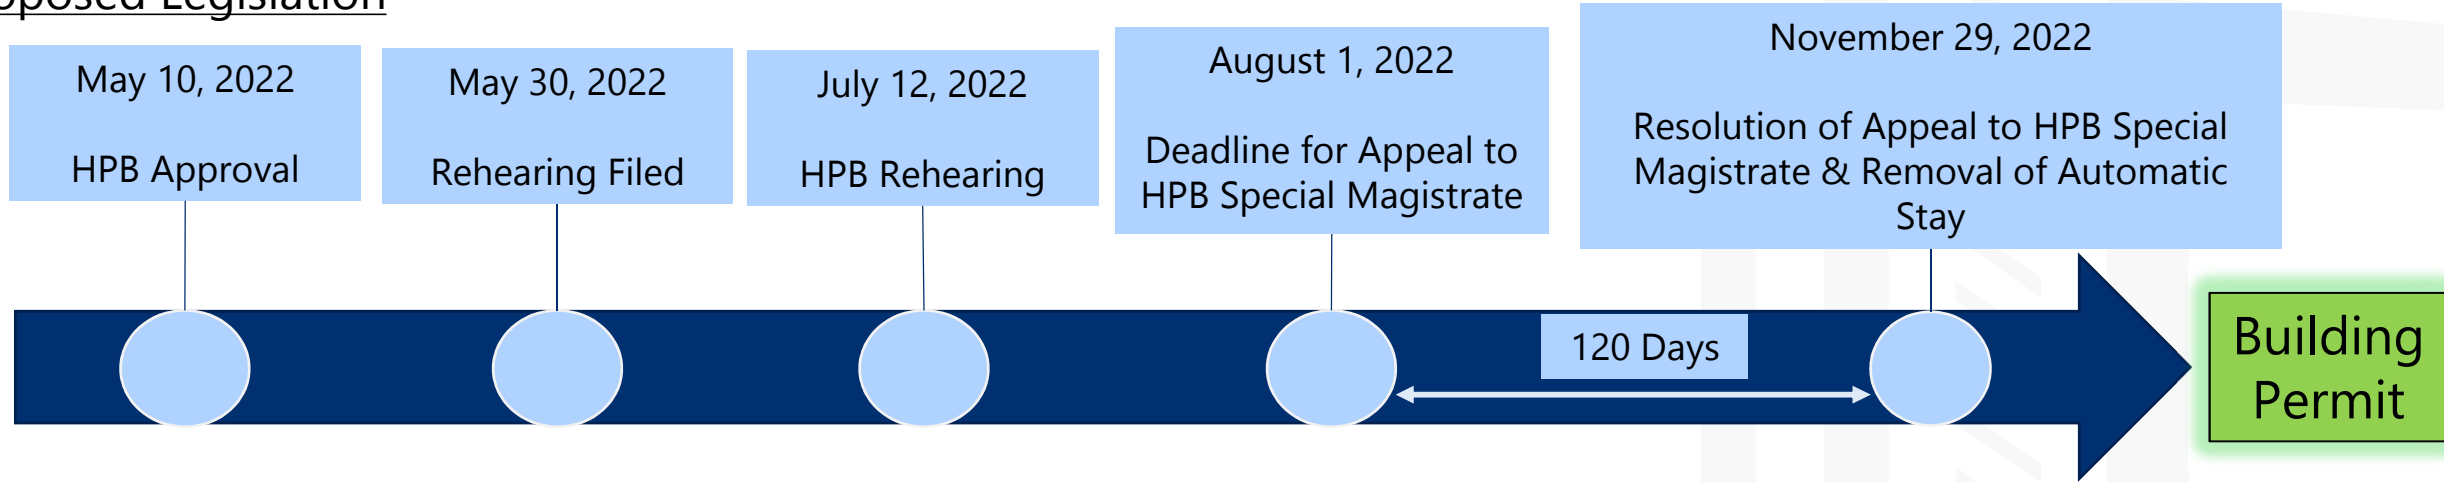 Legislation
May 10, 2022
HPB Approval
May 30, 2022
Rehearing Filed
July 12, 2022
HPB Rehearing
August 1, 2022
Deadline for Appeal to
HPB Special Magistrate
November 29, 2022
Resolution of Appeal to HPB Special
Magistrate & Removal of Automatic
Stay
120 Days
Building
Permit